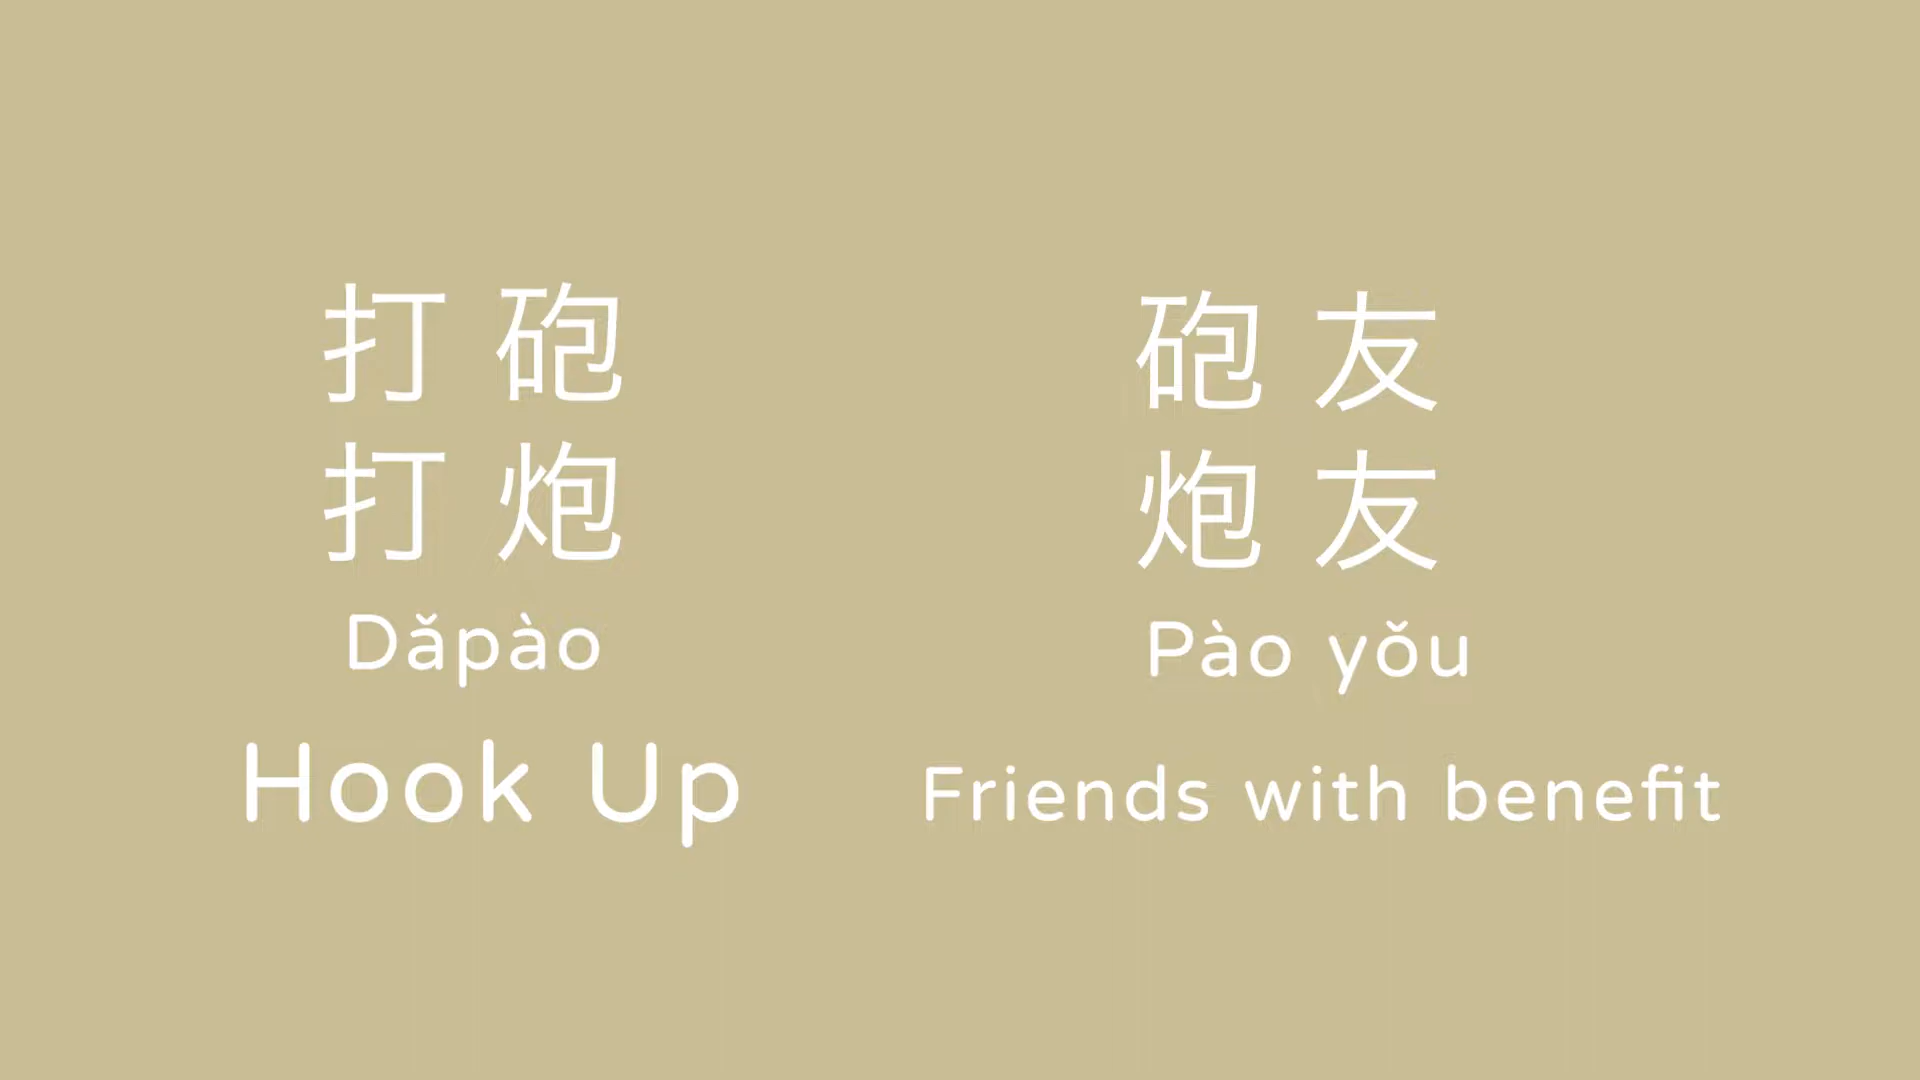 打砲
打炮
Dǎpào
Hook Up
砲友
炮友
Pào yǒu
Friends with benefit